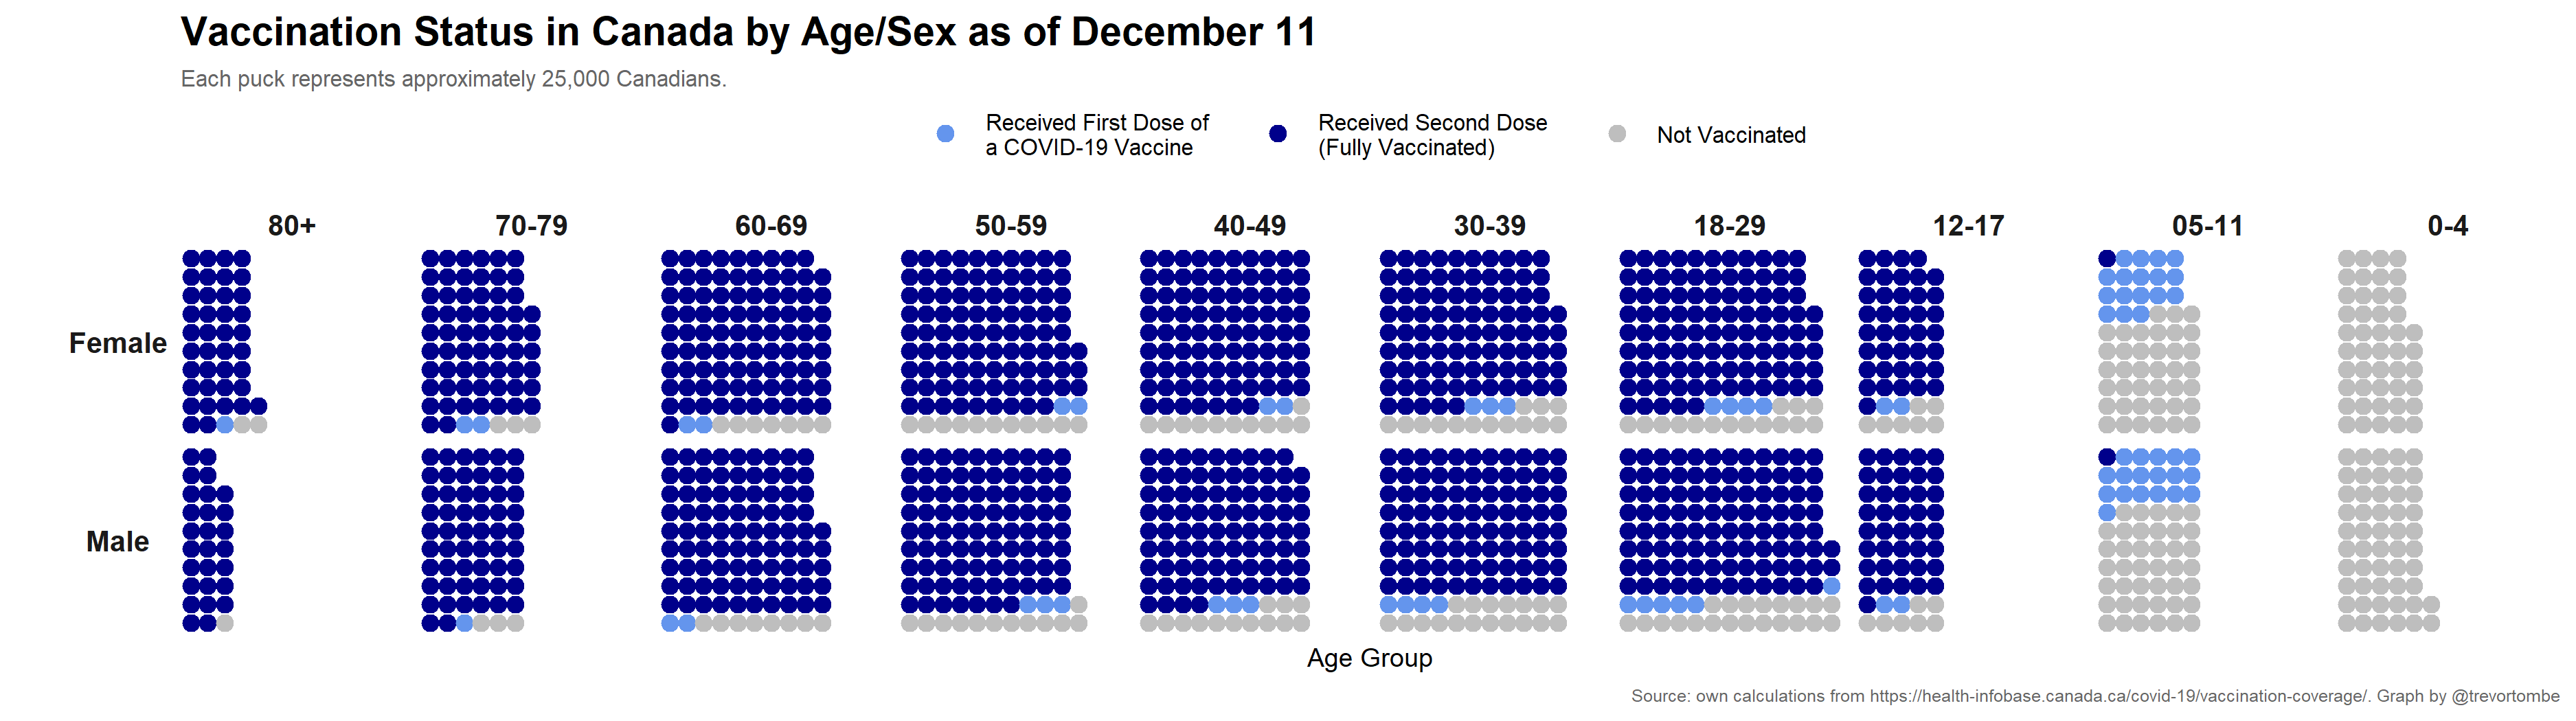 Vaccination Status in Canada by Age/Sex as of December 11
Each puck represents approximately 25,000 Canadians.
Received First Dose of
a COVID-19 Vaccine
Received Second Dose
(Fully Vaccinated)
Not Vaccinated
80+ 70-79 60-69 50-59 40-49 30-39 18-29 12-17 05-11 0-4
Female
Male
Age Group
Source: own calculations from https://health-infobase.canada.ca/covid-19/vaccination-coverage/. Graph by @trevortombe